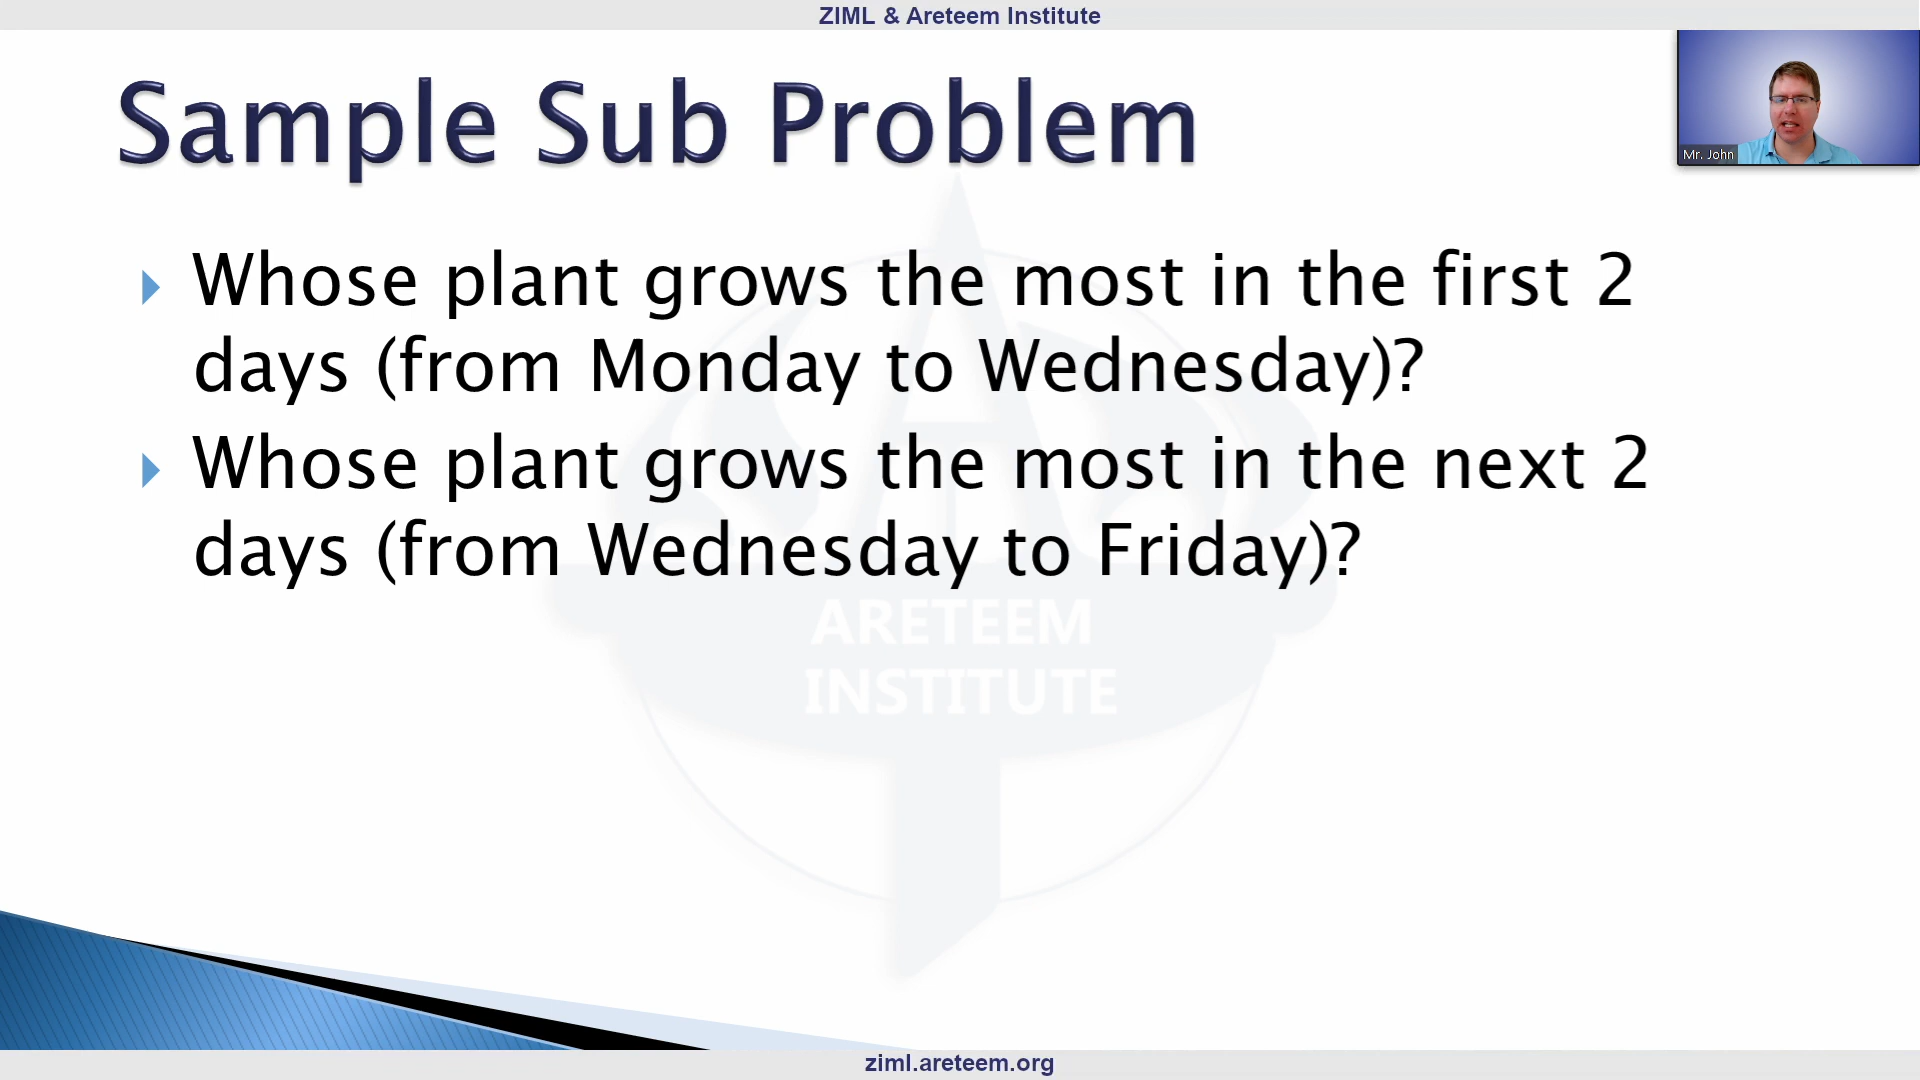 ZIML & Areteem Institute
Sample Sub Problem
Mr. John
Whose plant grows the most in the first 2
days (from Monday to Wednesday)?
Whose plant grows the most in the next 2
days (from Wednesday to Friday)?
ARETEEM
INSTITUTE
ziml.areteem.org